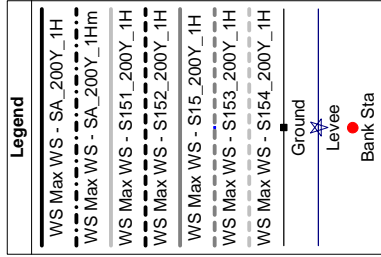 Legend
WS Max WS - SA_200Y_1H
WS Max WS - SA_200Y_1Hm
WS Max WS - S151_200Y_1H
WS Max WS - S152_200Y_1H
WS Max WS - S15_200Y_1H
WS Max WS - S153_200Y_1H
WS Max WS - S154_200Y_1H
Ground
Levee
Bank Sta